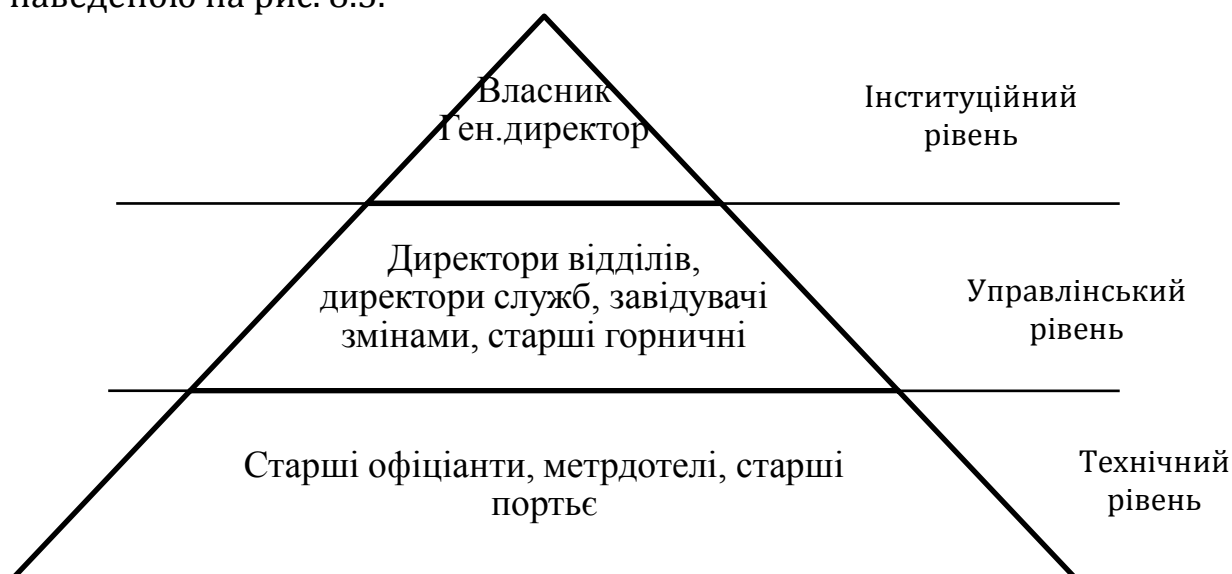 наведеною на рис. 8.3.
Власник
Ген.директор
Інституційний
рівень
Директори відділів,
директори служб, завідувачі
змінами, старші горничні
Управлінський
рівень
Старші офіціанти, метрдотелі, старші
портьє
Технічний
рівень